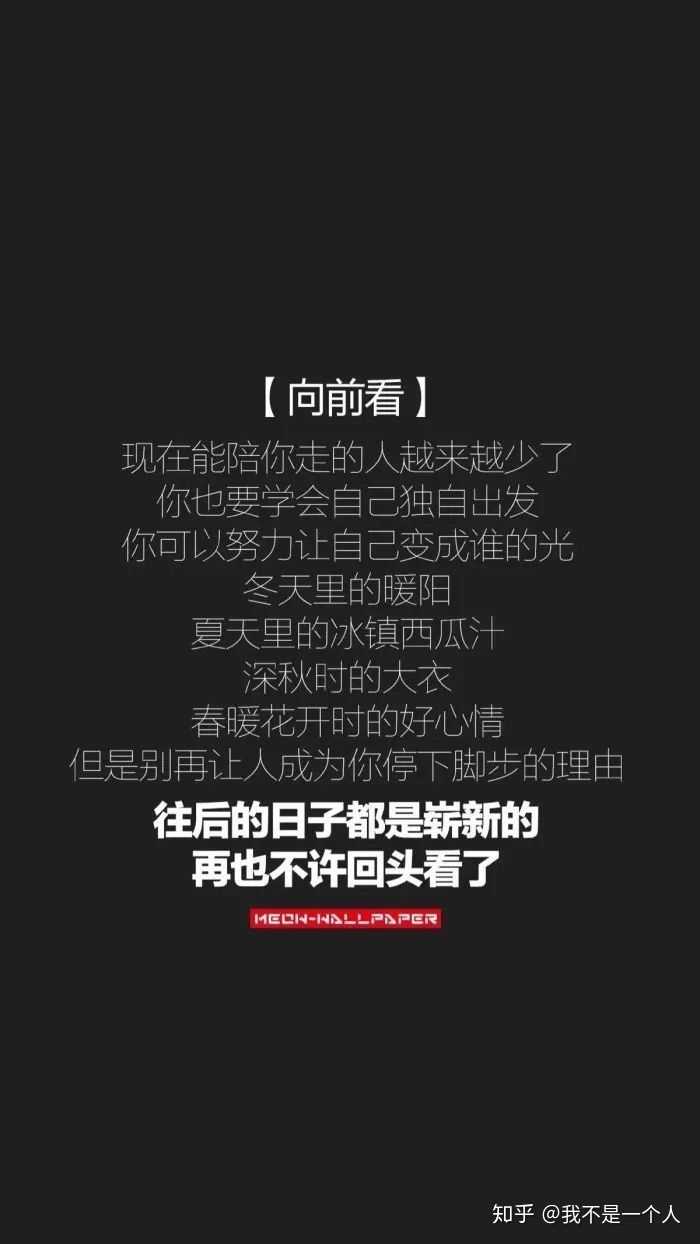 【向前看】
现在能陪你走的人越来越少了
你也要学会自己独自出发
你可以努力让自己变成谁的光
冬天里的暖阳
夏天里的冰镇西瓜汁
深秋时的大衣
春暖花开时的好心情
但是别再让人成为你停下脚步的理由
往后的日子都是崭新的
再也不许回头看了
MEOW-WALLPAPER
知乎 @我不是一个人